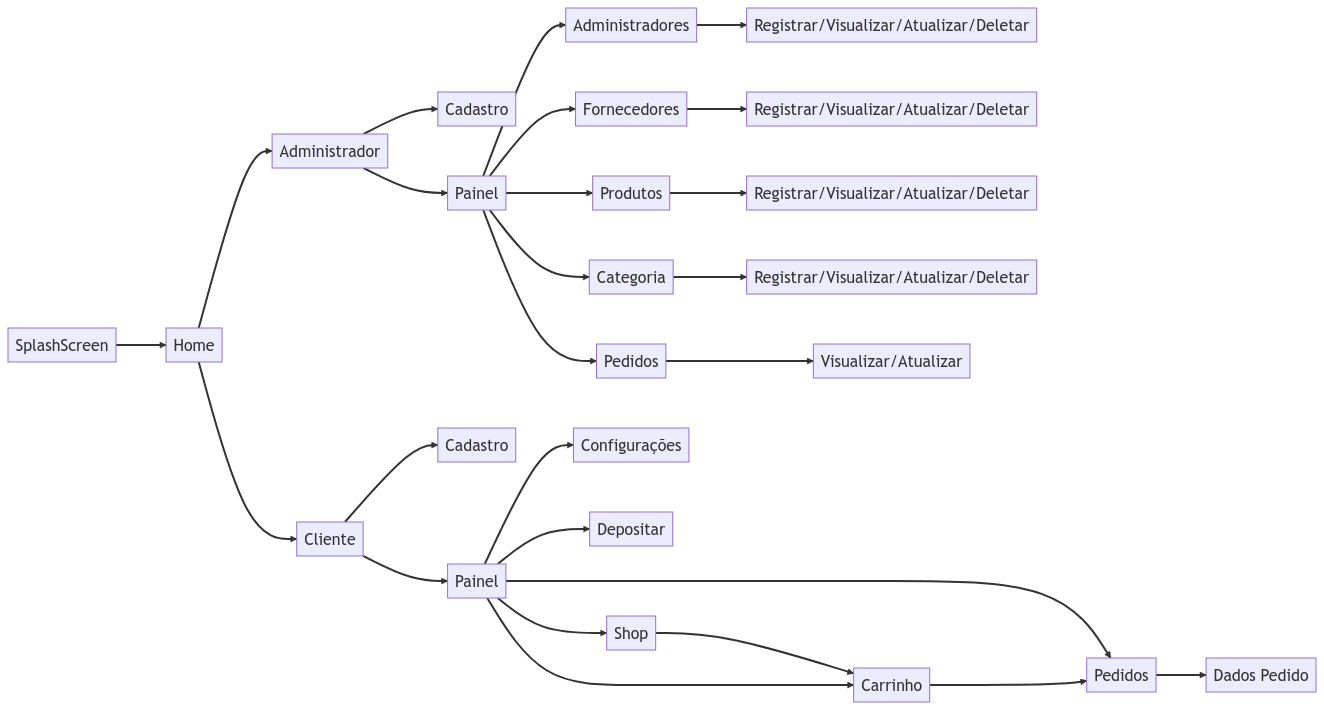 Administradores
Registrar/Visualizar/Atualizar/Deletar
Cadastro
Fornecedores
Registrar/Visualizar/Atualizar/Deletar
Administrador
Painel
Produtos
Registrar/Visualizar/Atualizar/Deletar
Categoria
Registrar/Visualizar/Atualizar/Deletar
SplashScreen
Home
Pedidos
Visualizar/Atualizar
Cadastro
Configurações
Cliente
Depositar
Painel
Shop
Carrinho
Pedidos
Dados Pedido